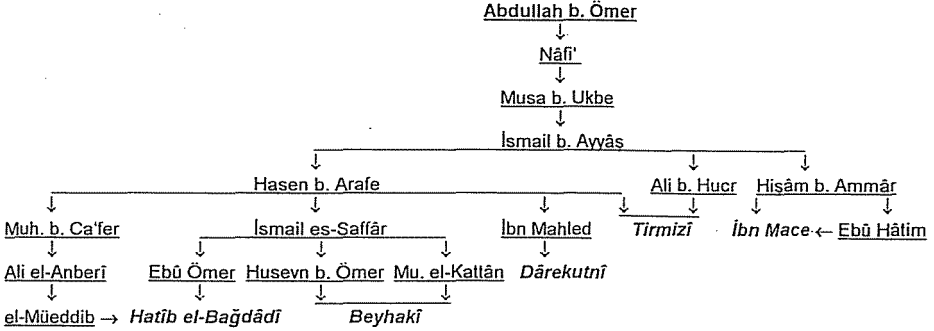 Abdullah b. Ömer
↓
Nâfi'
↓
Musa b. Ukbe
↓
İsmail b. Ayyâş
↓ ↓ ↓
Hasen b. Arafe Ali b. Hucr Hişâm b. Ammâr
↓ ↓ ↓ ↓ ↓ ↓ ↓
Muh. b. Ca'fer İsmail es-Saffâr İbn Mahled Tirmizî İbn Mace ← Ebû Hâtim
↓ ↓ ↓ ↓ ↓
Ali el-Anberî Ebû Ömer Husevn b. Ömer Mu. el-Kattân Dârekutnî
↓ ↓ ↓ ↓
el-Müeddib → Hatîb el-Bağdâdî Beyhakî